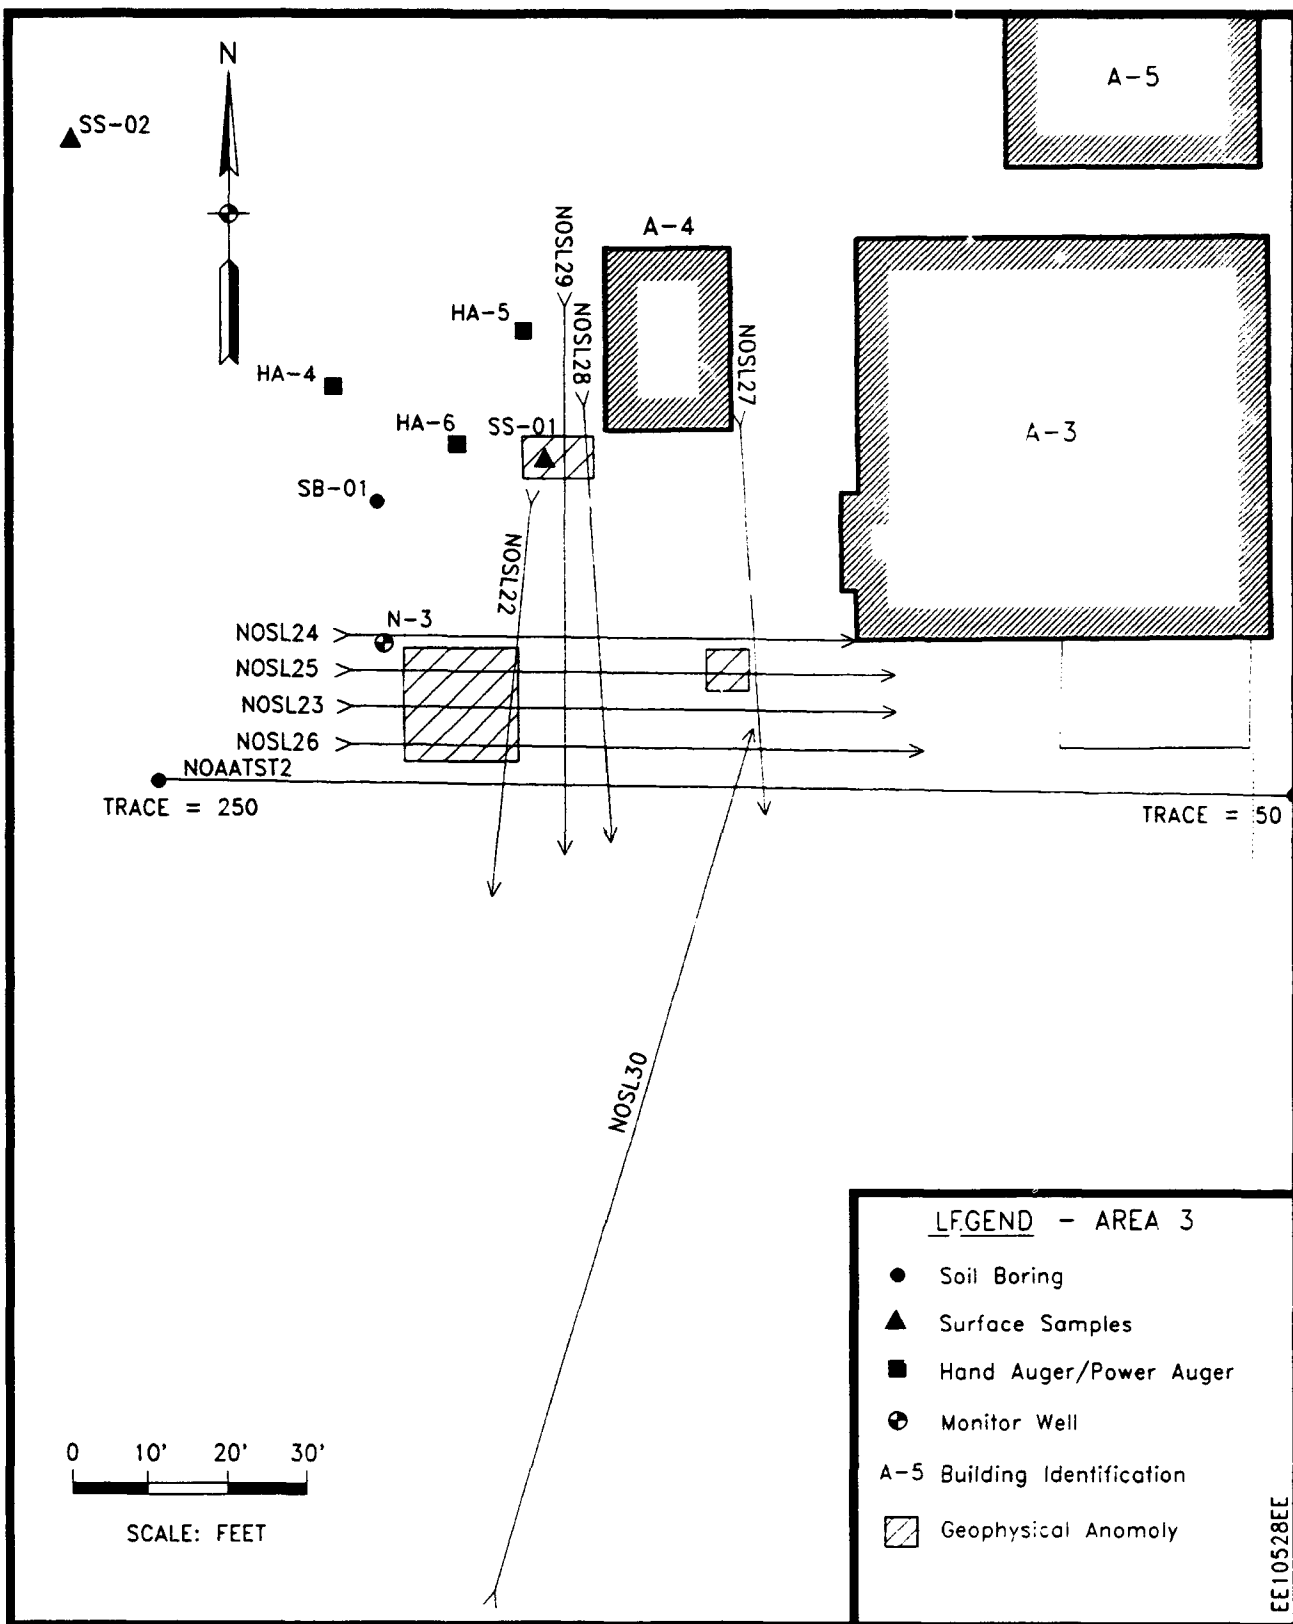 N
A-5
SS-02
NOSL29
A-4
HA-5
NOSL28
NOSL27
HA-4
HA-6
SS-01
A-3
SB-01
NOSL22
N-3
NOSL24
NOSL25
NOSL23
NOSL26
NOAATST2
TRACE = 250
TRACE = 50
NOSL30
LEGEND - AREA 3
Soil Boring
Surface Samples
Hand Auger/Power Auger
Monitor Well
A-5 Building Identification
Geophysical Anomoly
0 10' 20' 30'
SCALE: FEET
EE10528EE